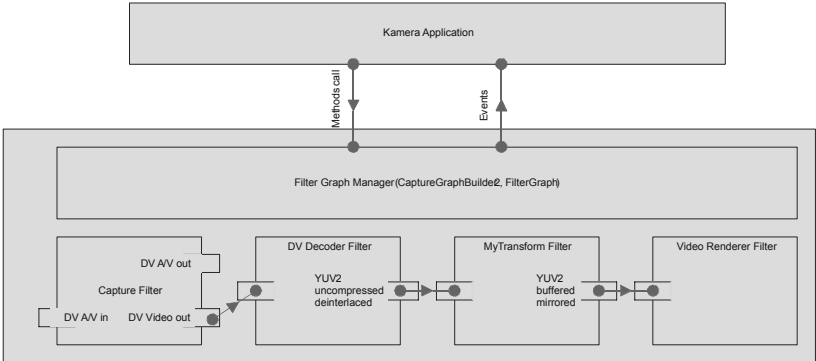 Kamera Application
Methods call
Events
Filter Graph Manager(CaptureGraphBuilder2, FilterGraph)
DV Decoder Filter
MyTransform Filter
Video Renderer Filter
DV A/V out
Capture Filter
DV A/V in
DV Video out
YUV2
uncompressed
deinterlaced
YUV2
buffered
mirrored